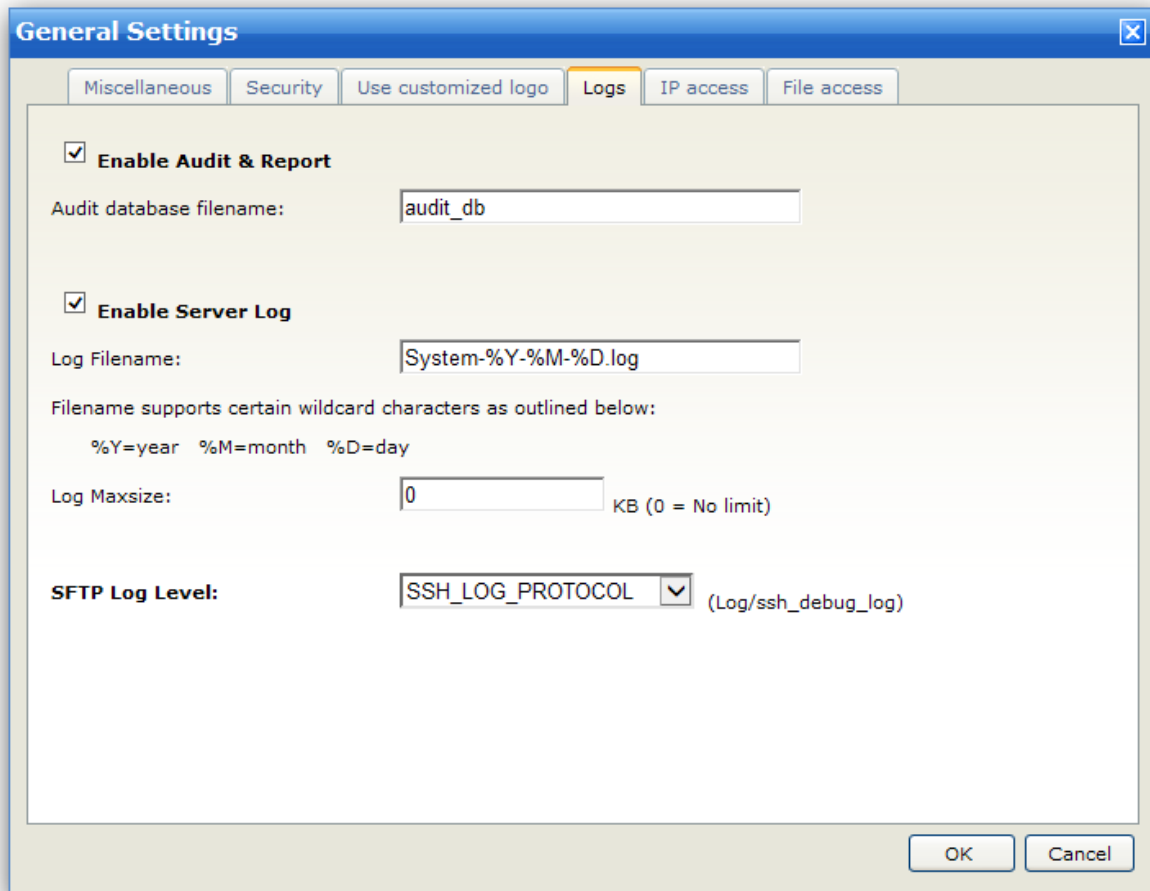 General Settings
Miscellaneous Security Use customized logo Logs IP access File access
Enable Audit & Report
Audit database filename: audit_db
Enable Server Log
Log Filename: System-%Y-%M-%D.log
Filename supports certain wildcard characters as outlined below:
%Y=year %M=month %D=day
Log Maxsize: 0 KB (0 = No limit)
SFTP Log Level: SSH_LOG_PROTOCOL (Log/ssh_debug_log)
OK Cancel